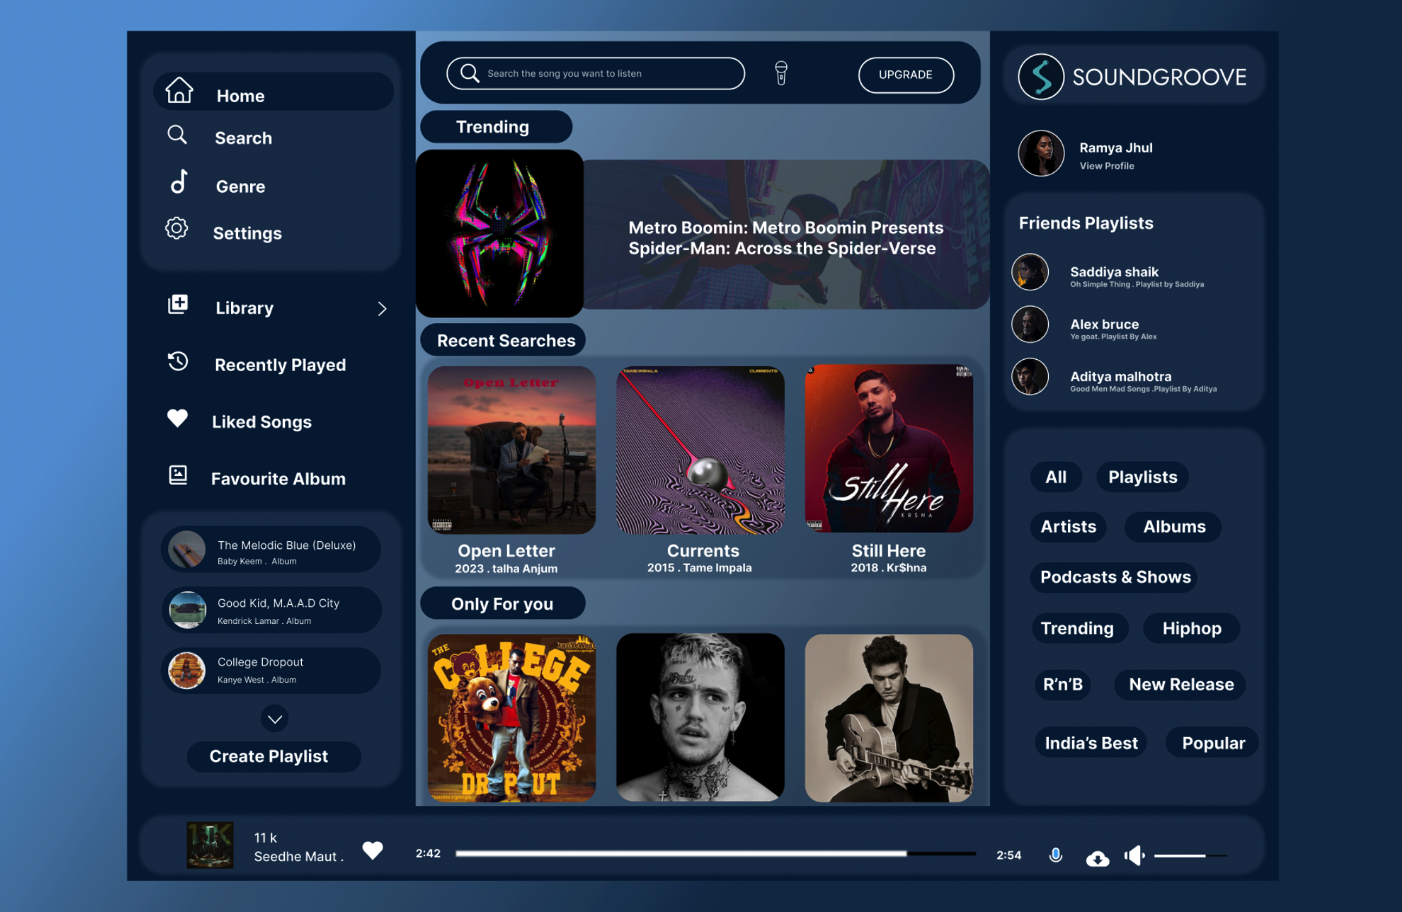 Home
Search
Genre
Settings
Library
Recently Played
Liked Songs
Favourite Album
The Melodic Blue (Deluxe)
Baby Keem . Album
Good Kid, M.A.A.D City
Kendrick Lamar . Album
College Dropout
Kanye West . Album
Create Playlist
Search the song you want to listen
UPGRADE
Trending
Metro Boomin: Metro Boomin Presents
Spider-Man: Across the Spider-Verse
Recent Searches
Open Letter
TAME IMPALA
CURRENTS
Still Here
KR$NA
Open Letter
2023 . talha Anjum
Currents
2015 . Tame Impala
Still Here
2018 . Kr$hna
Only For you
THE
COLLEGE
DROPOUT
SOUNDGROOVE
Ramya Jhul
View Profile
Friends Playlists
Saddiya shaik
Oh Simple Thing . Playlist by Saddiya
Alex bruce
Ye goat. Playlist By Alex
Aditya malhotra
Good Men Mad Songs .Playlist By Aditya
All
Playlists
Artists
Albums
Podcasts & Shows
Trending
Hiphop
R’n’B
New Release
India’s Best
Popular
11 k
Seedhe Maut .
2:42
2:54